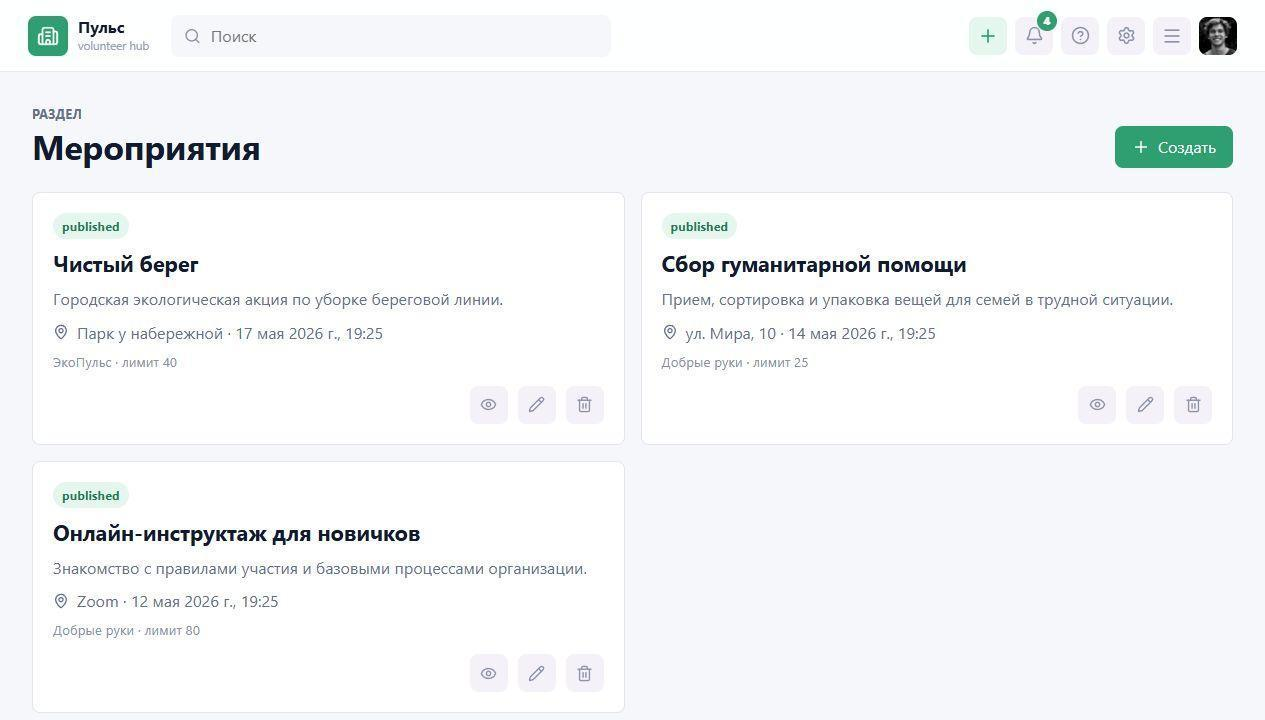 Пульс
volunteer hub
Поиск
4
РАЗДЕЛ
Мероприятия
Создать
published
Чистый берег
Городская экологическая акция по уборке береговой линии.
Парк у набережной · 17 мая 2026 г., 19:25
ЭкоПульс · лимит 40
published
Сбор гуманитарной помощи
Прием, сортировка и упаковка вещей для семей в трудной ситуации.
ул. Мира, 10 · 14 мая 2026 г., 19:25
Добрые руки · лимит 25
published
Онлайн-инструктаж для новичков
Знакомство с правилами участия и базовыми процессами организации.
Zoom · 12 мая 2026 г., 19:25
Добрые руки · лимит 80